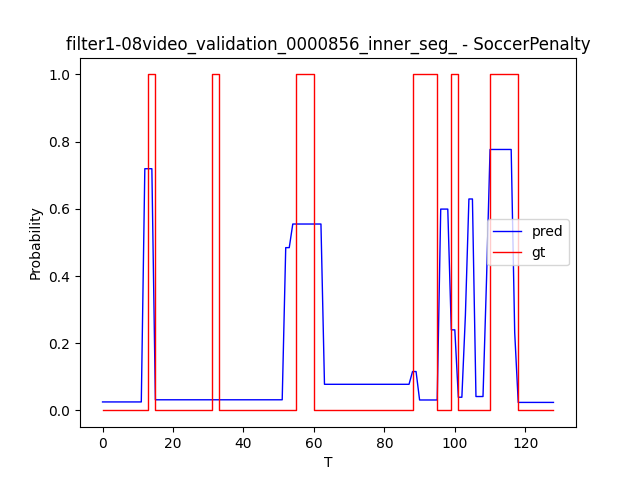 filter1-08video_validation_0000856_inner_seg_ - SoccerPenalty
1.0
0.8
0.6
0.4
0.2
0.0
Probability
pred
gt
0 20 40 60 80 100 120
T